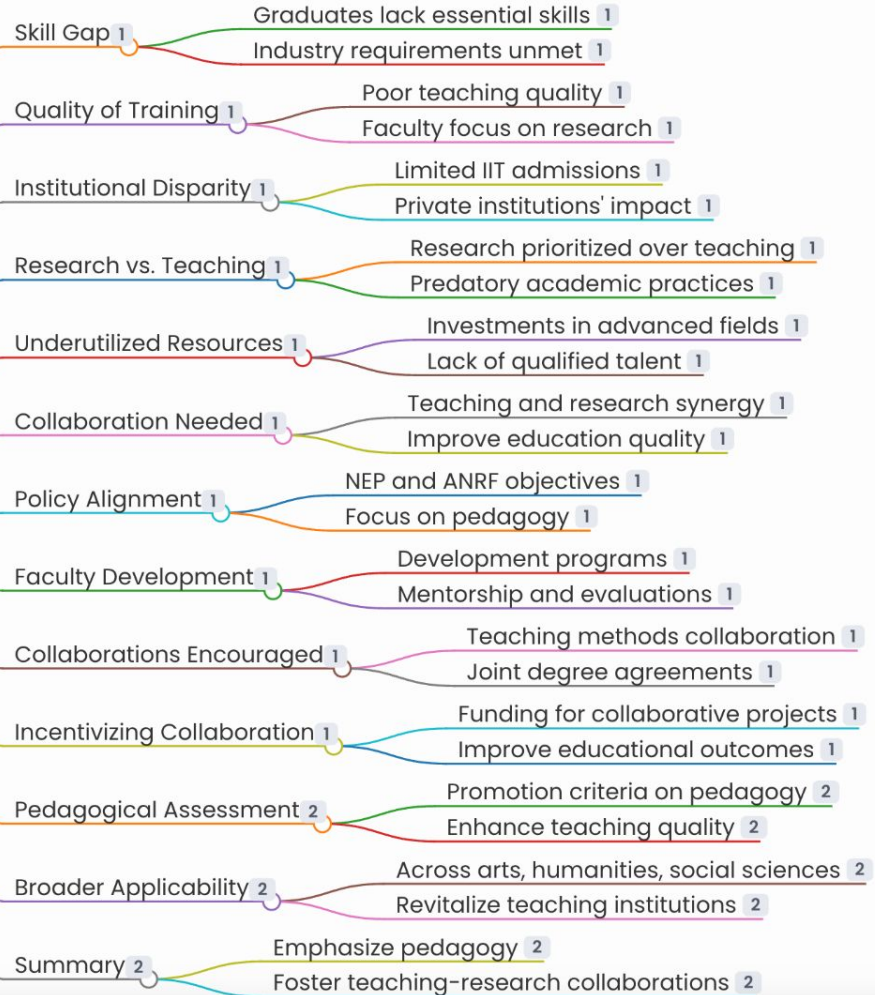 Skill Gap 1
Graduates lack essential skills 1
Industry requirements unmet 1
Quality of Training 1
Poor teaching quality 1
Faculty focus on research 1
Institutional Disparity 1
Limited IIT admissions 1
Private institutions' impact 1
Research vs. Teaching 1
Research prioritized over teaching 1
Predatory academic practices 1
Underutilized Resources 1
Investments in advanced fields 1
Lack of qualified talent 1
Collaboration Needed 1
Teaching and research synergy 1
Improve education quality 1
Policy Alignment 1
NEP and ANRF objectives 1
Focus on pedagogy 1
Faculty Development 1
Development programs 1
Mentorship and evaluations 1
Collaborations Encouraged 1
Teaching methods collaboration 1
Joint degree agreements 1
Incentivizing Collaboration 1
Funding for collaborative projects 1
Improve educational outcomes 1
Pedagogical Assessment 2
Promotion criteria on pedagogy 2
Enhance teaching quality 2
Broader Applicability 2
Across arts, humanities, social sciences 2
Revitalize teaching institutions 2
Summary 2
Emphasize pedagogy 2
Foster teaching-research collaborations 2